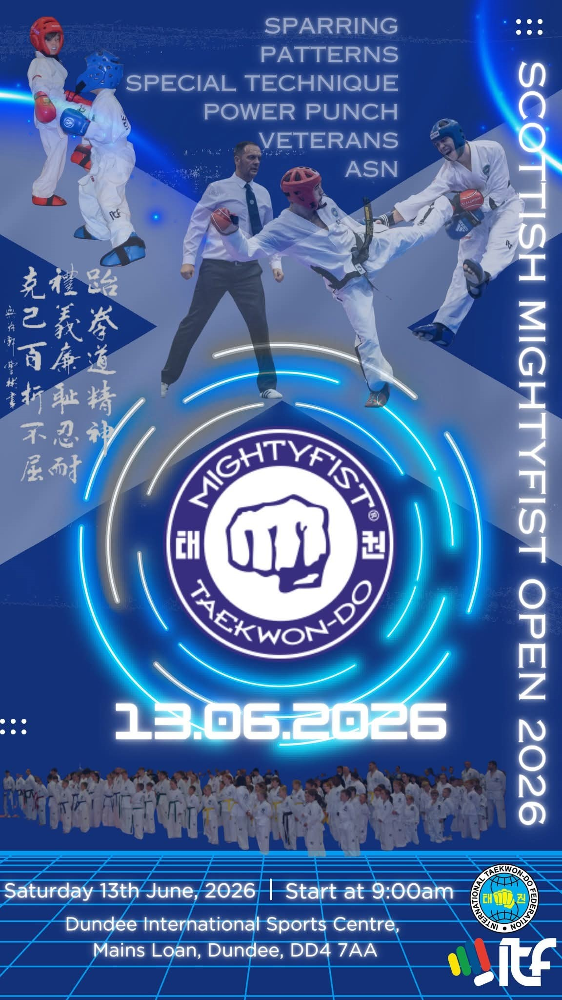 SPARRING
PATTERNS
SPECIAL TECHNIQUE
POWER PUNCH
VETERANS
ASN
SCOTTISH MIGHTYFIST OPEN 2026
跆拳道精神
禮義廉恥忍耐
克己百折不屈
MIGHTYFIST®
태 권
TAEKWON-DO
13.06.2026
Saturday 13th June, 2026 | Start at 9:00am
Dundee International Sports Centre,
Mains Loan, Dundee, DD4 7AA
INTERNATIONAL TAEKWON-DO FEDERATION
태 권
itf